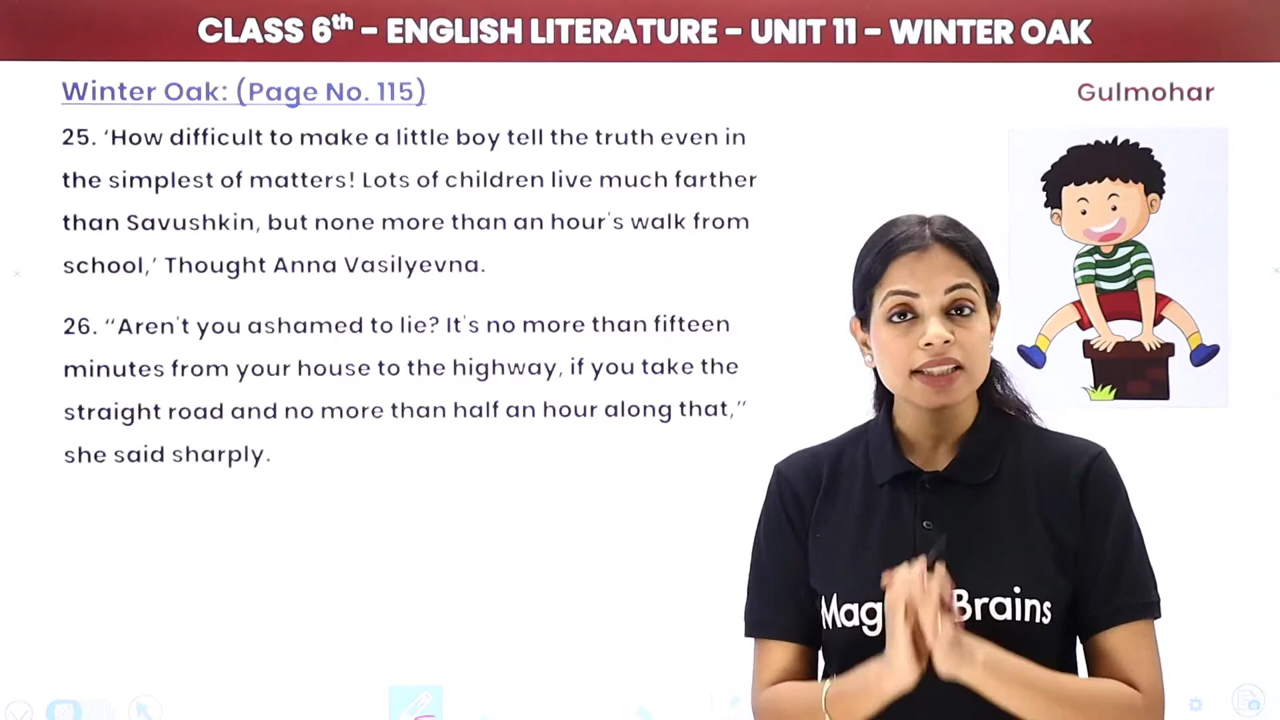 CLASS 6th - ENGLISH LITERATURE - UNIT 11 - WINTER OAK
Winter Oak: (Page No. 115)
Gulmohar
25. ‘How difficult to make a little boy tell the truth even in
the simplest of matters! Lots of children live much farther
than Savushkin, but none more than an hour's walk from
school,’ Thought Anna Vasilyevna.
26. “Aren't you ashamed to lie? It's no more than fifteen
minutes from your house to the highway, if you take the
straight road and no more than half an hour along that,”
she said sharply.
Brains